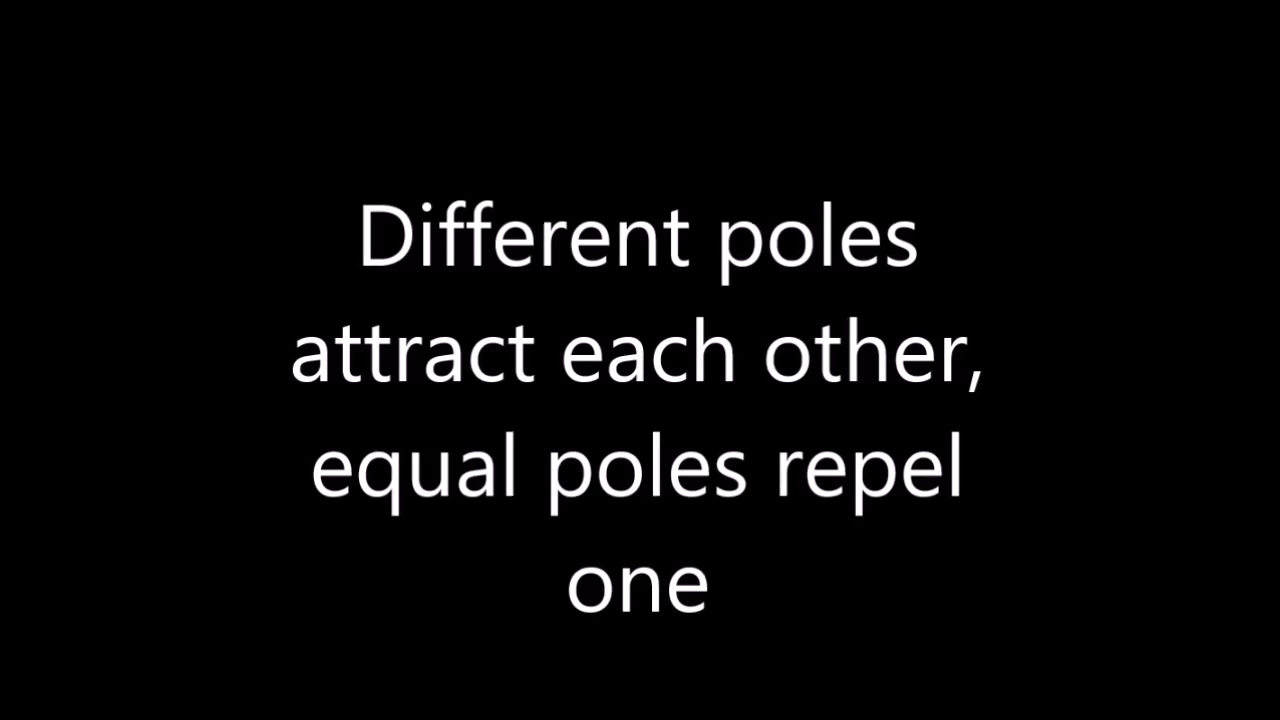 Different poles
attract each other,
equal poles repel
one